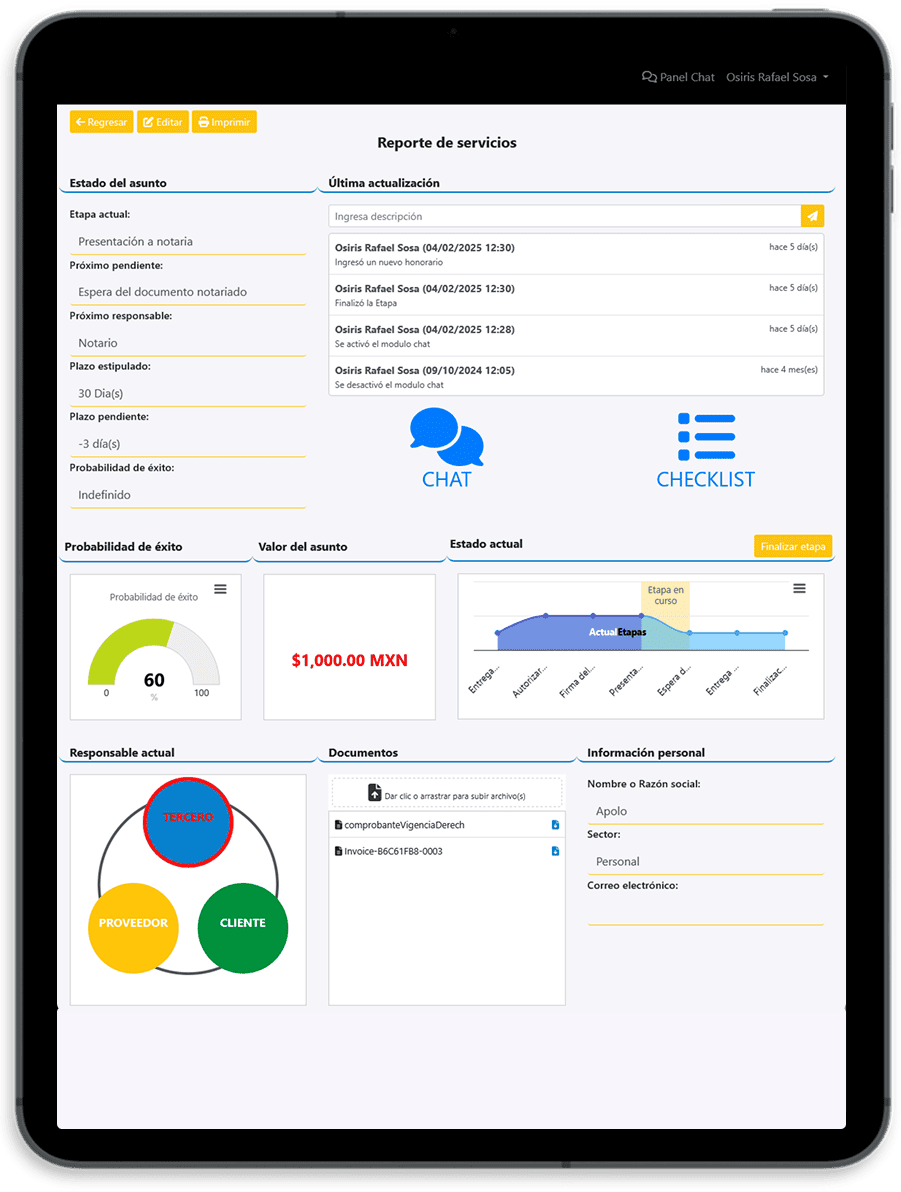 Panel Chat Osiris Rafael Sosa
Regresar Editar Imprimir
Reporte de servicios
Estado del asunto
Etapa actual:
Presentación a notaria
Próximo pendiente:
Espera del documento notariado
Próximo responsable:
Notario
Plazo estipulado:
30 Dia(s)
Plazo pendiente:
-3 día(s)
Probabilidad de éxito:
Indefinido
Última actualización
Ingresa descripción
Osiris Rafael Sosa (04/02/2025 12:30) hace 5 día(s)
Ingresó un nuevo honorario
Osiris Rafael Sosa (04/02/2025 12:30) hace 5 día(s)
Finalizó la Etapa
Osiris Rafael Sosa (04/02/2025 12:28) hace 5 día(s)
Se activó el modulo chat
Osiris Rafael Sosa (09/10/2024 12:05) hace 4 mes(es)
Se desactivó el modulo chat
CHAT CHECKLIST
Probabilidad de éxito
Probabilidad de éxito
60
%
0 100
Valor del asunto
$1,000.00 MXN
Estado actual
Finalizar etapa
Etapa en
curso
ActualEtapas
Entrega... Autorizar... Firma del... Presenta... Espera d... Entrega ... Finalizac...
Responsable actual
TERCERO
PROVEEDOR CLIENTE
Documentos
Dar clic o arrastrar para subir archivo(s)
comprobanteVigenciaDerech
Invoice-B6C61FB8-0003
Información personal
Nombre o Razón social:
Apolo
Sector:
Personal
Correo electrónico: